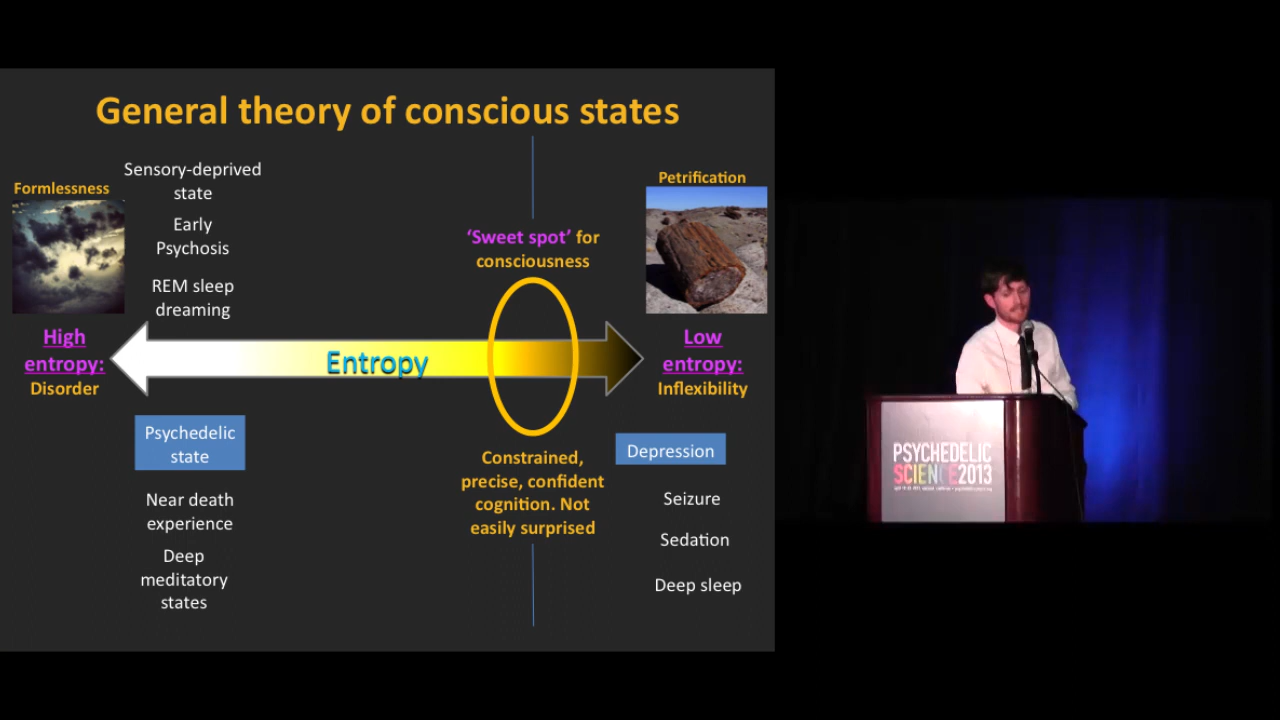 General theory of conscious states
Formlessness
Sensory-deprived
state
Early
Psychosis
REM sleep
dreaming
High
entropy:
Disorder
Entropy
'Sweet spot' for
consciousness
Petrification
Low
entropy:
Inflexibility
Psychedelic
state
Near death
experience
Deep
meditatory
states
Constrained,
precise, confident
cognition. Not
easily surprised
Depression
Seizure
Sedation
Deep sleep
PSYCHEDELIC
SCIENCE2013